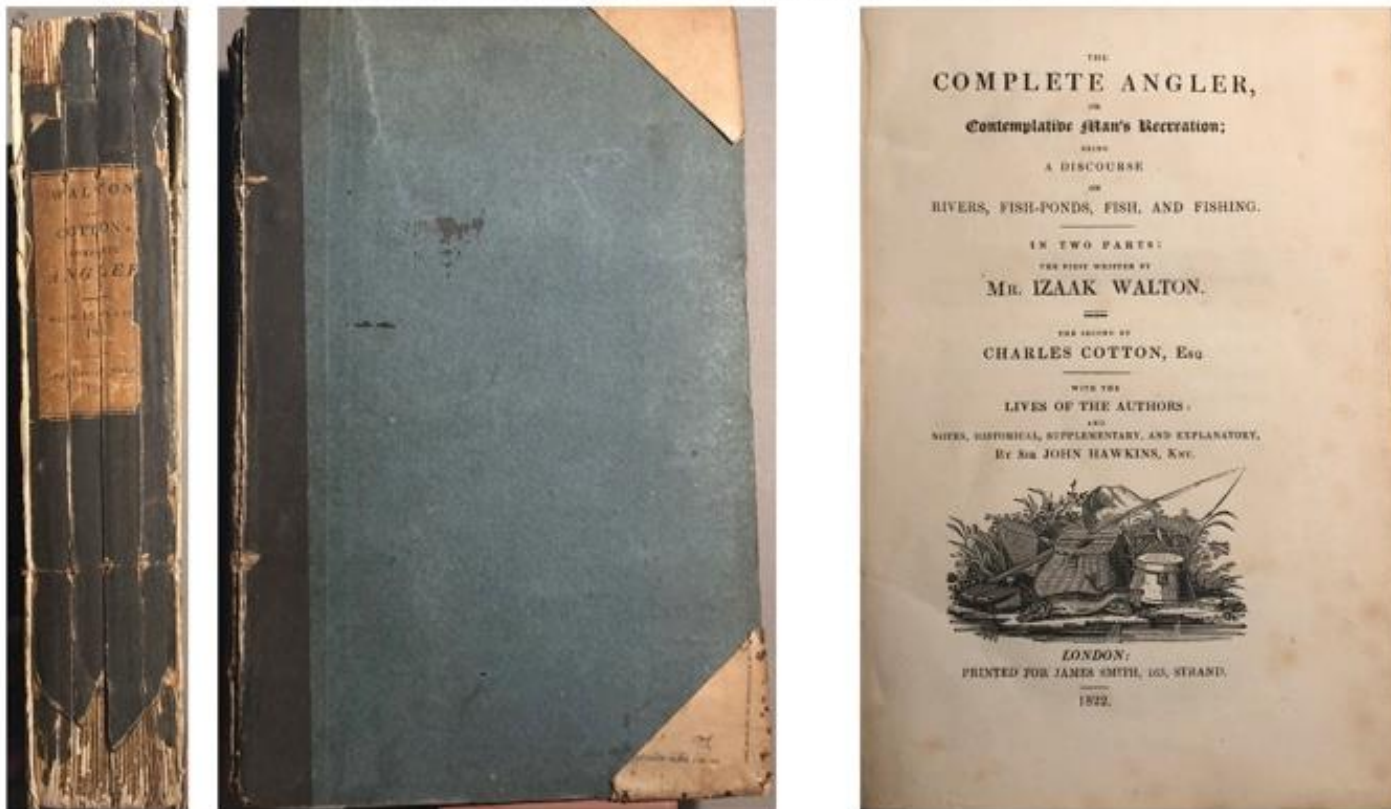 WALTON
COTTON'S
ANGLER
THE
COMPLETE ANGLER,
OR
Contemplative Man's Recreation;
BEING
A DISCOURSE
ON
RIVERS, FISH-PONDS, FISH, AND FISHING.
IN TWO PARTS:
THE FIRST WRITTEN BY
MR. IZAAK WALTON.
THE SECOND BY
CHARLES COTTON, ESQ
WITH THE
LIVES OF THE AUTHORS:
AND
NOTES, HISTORICAL, SUPPLEMENTARY, AND EXPLANATORY,
BY SIR JOHN HAWKINS, KNT.
LONDON:
PRINTED FOR JAMES SMITH, 163, STRAND.
1822.